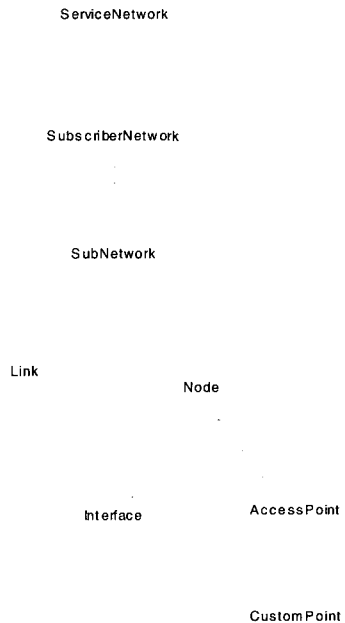 ServiceNetwork
SubscriberNetwork
SubNetwork
Link
Node
Interface
AccessPoint
CustomPoint